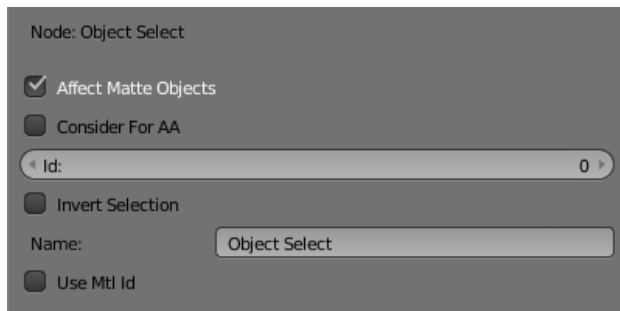 Node: Object Select
Affect Matte Objects
Consider For AA
Id: 0
Invert Selection
Name: Object Select
Use Mtl Id